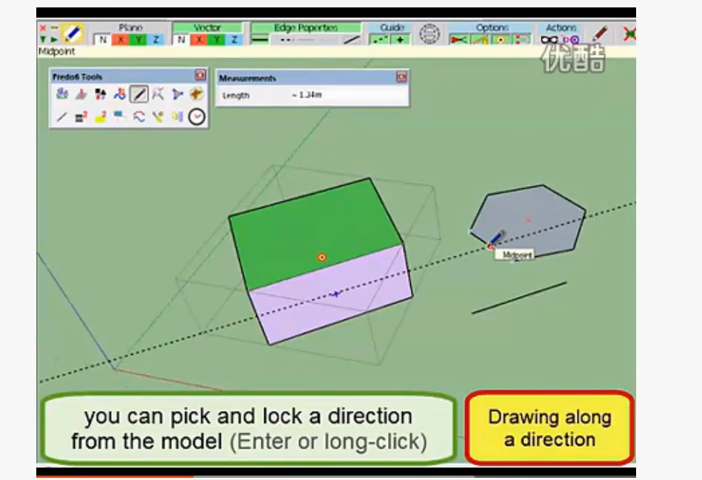 Plane Vector Edge Poperties Guide Options Actions
N X Y Z N X Y Z
Midpoint
优酷
Fredo6 Tools
Measurements
Length ~ 1.34m
Midpoint
you can pick and lock a direction
from the model (Enter or long-click)
Drawing along
a direction